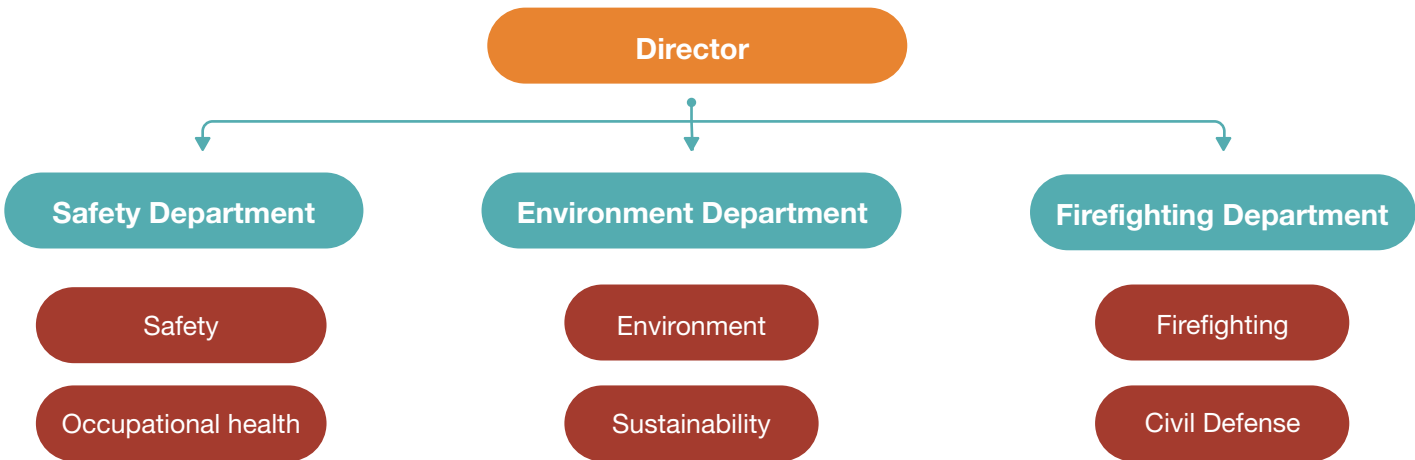 Director
Safety Department
Environment Department
Firefighting Department
Safety
Environment
Firefighting
Occupational health
Sustainability
Civil Defense